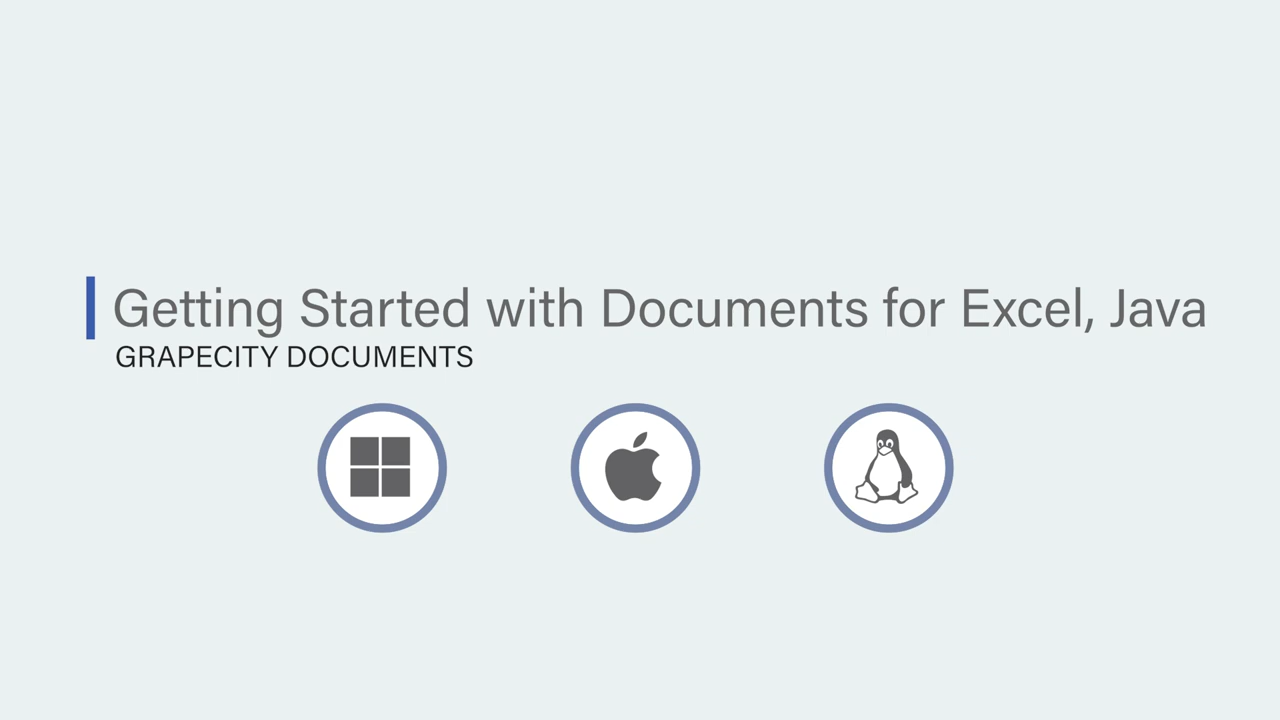 Getting Started with Documents for Excel, Java
GRAPECITY DOCUMENTS